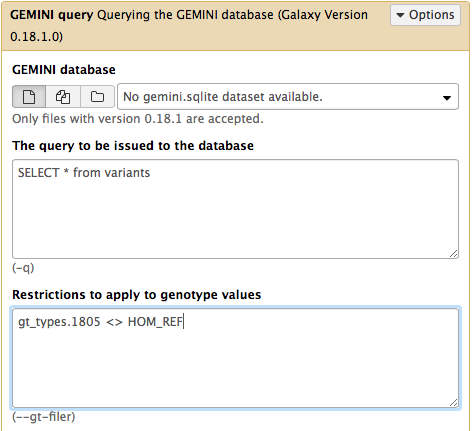 GEMINI query Querying the GEMINI database (Galaxy Version
0.18.1.0)
Options
GEMINI database
No gemini.sqlite dataset available.
Only files with version 0.18.1 are accepted.
The query to be issued to the database
SELECT * from variants
(-q)
Restrictions to apply to genotype values
gt_types.1805 <> HOM_REF
(--gt-filer)